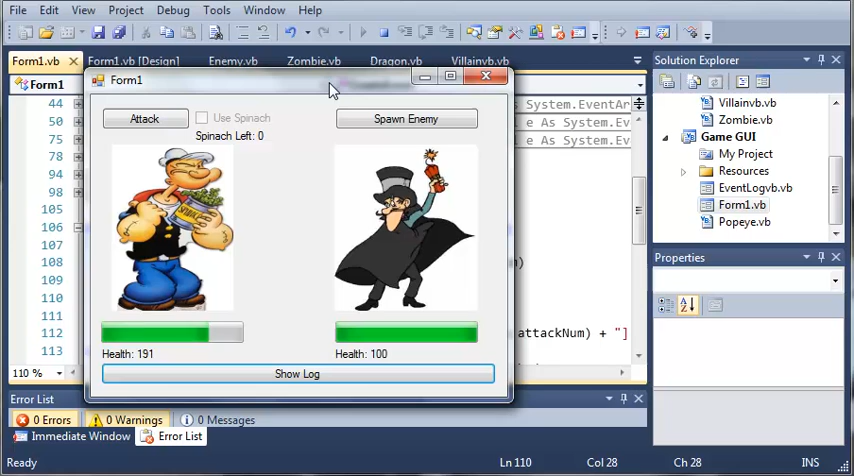 File Edit View Project Build Debug Tools Window Help
Form1.vb Form1.vb [Design] Enemy.vb Zombie.vb Dragon.vb Villainvb.vb
Form1
Form1
44 As System.EventAr
50 e As System.Ev
75 l e As System.Ev
78
98
105
106
107
108
109
110
111
112 attackNum) + "]
113
110 %
Attack
Use Spinach
Spinach Left: 0
Spawn Enemy
SPINACH
Health: 191
Health: 100
Show Log
Solution Explorer
Villainvb.vb
Zombie.vb
Game GUI
My Project
Resources
EventLogvb.vb
Form1.vb
Popeye.vb
Properties
A Z
Error List
0 Errors 0 Warnings 0 Messages
Immediate Window Error List
Ready Ln 110 Col 28 Ch 28 INS